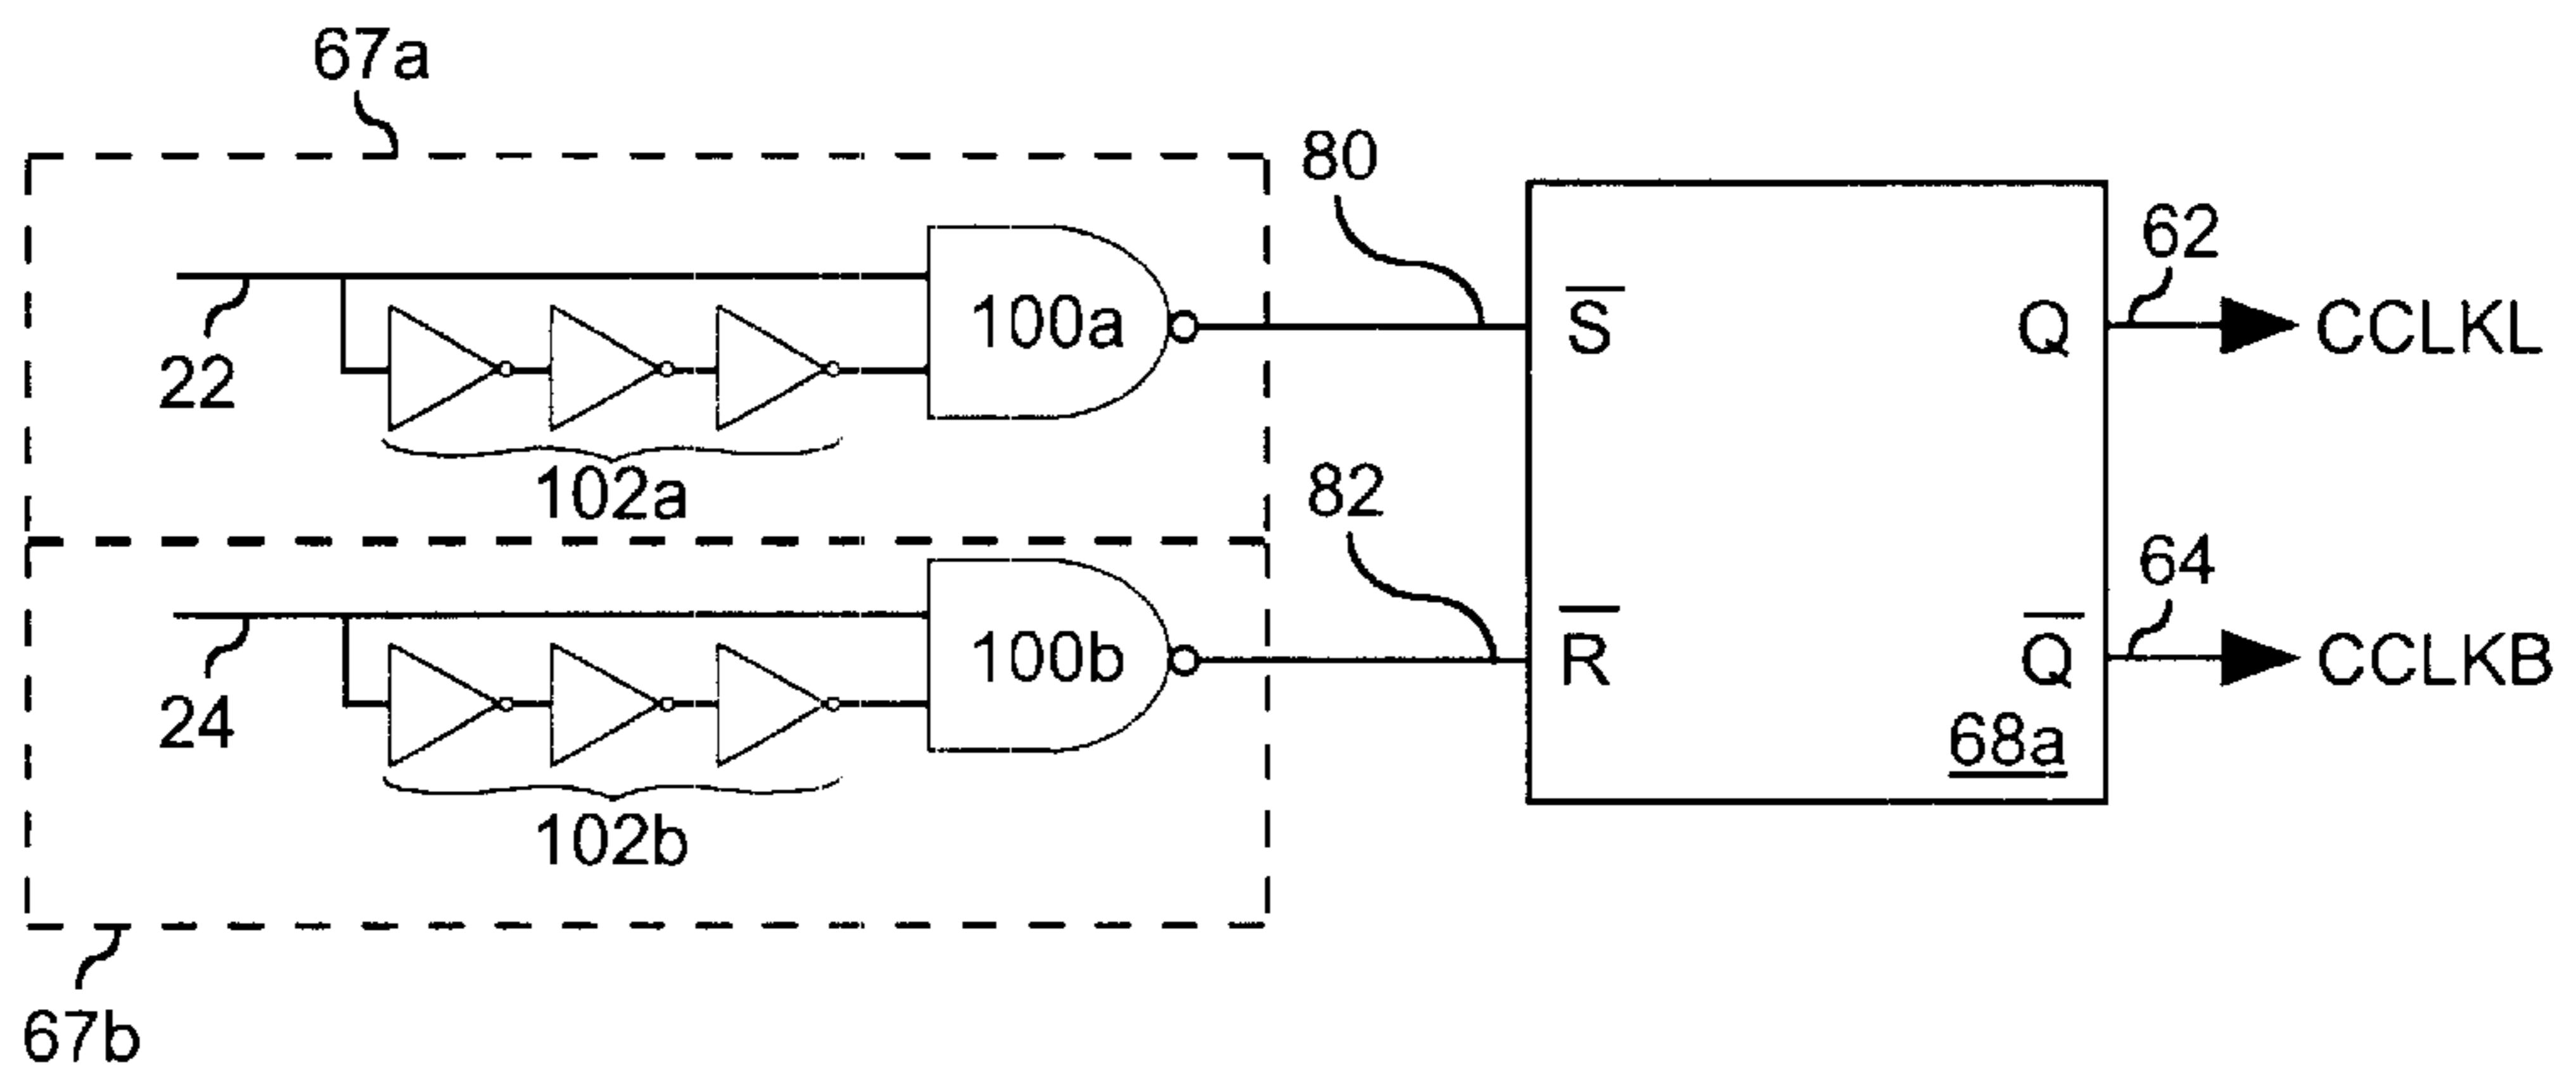 67a
80
62
22
100a
S̅
Q
CCLKL
102a
82
64
24
100b
R̅
Q̅
CCLKB
68a
102b
67b